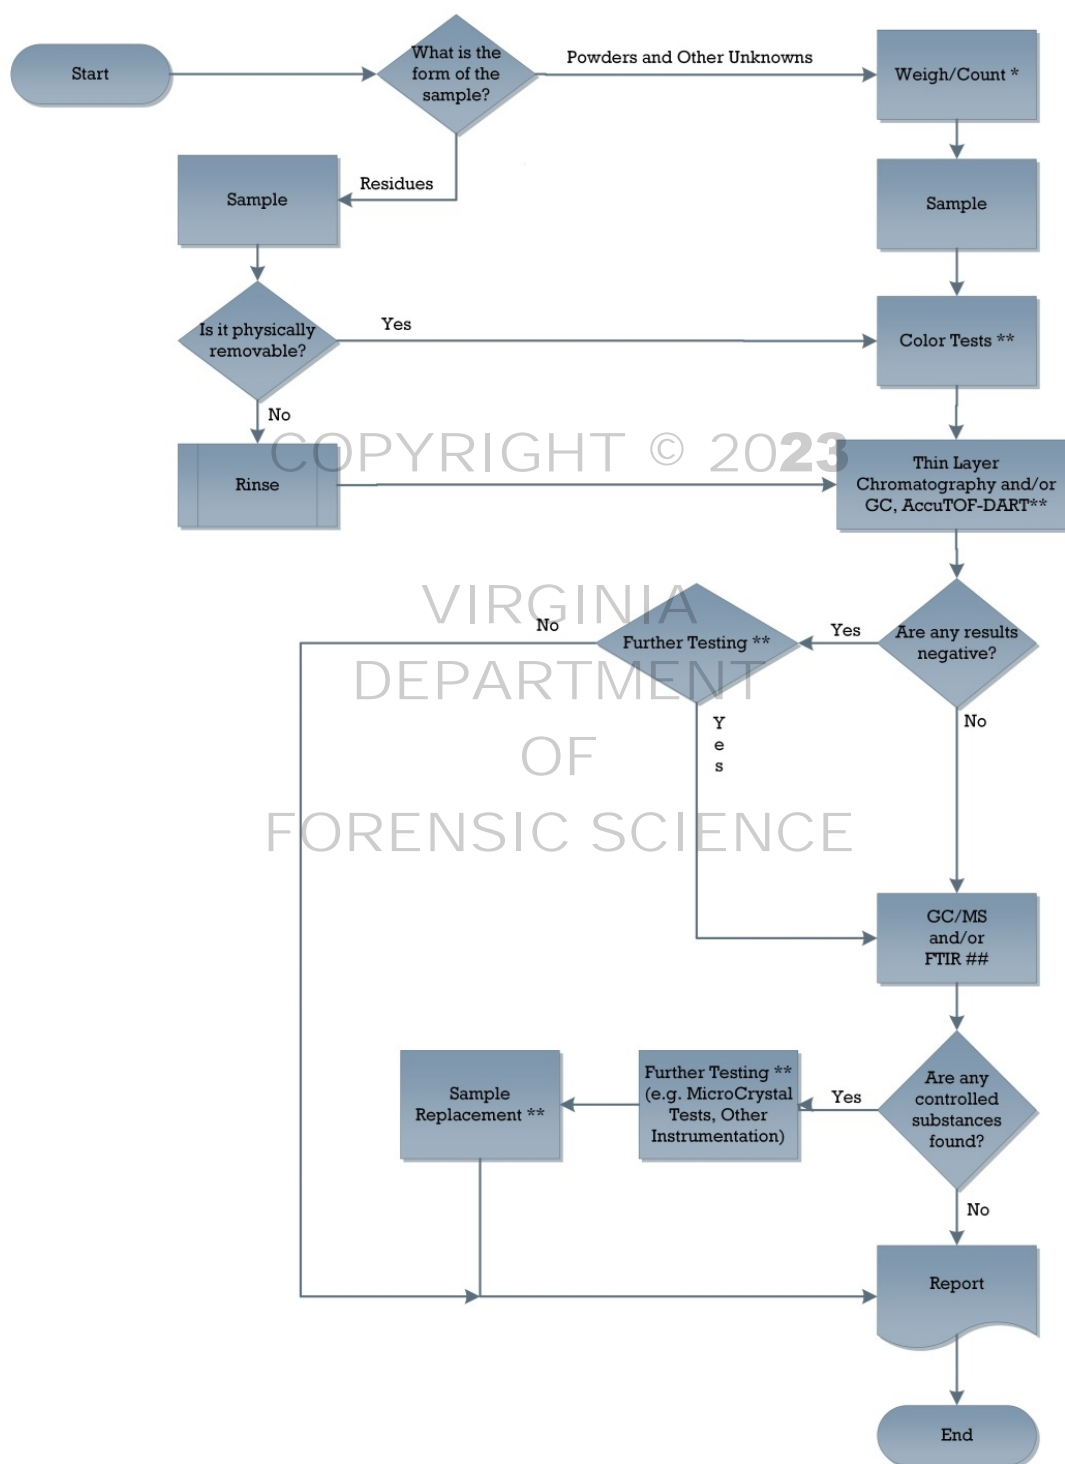 Start
What is the
form of the
sample?
Powders and Other Unknowns
Weigh/Count *
Residues
Sample
Sample
Is it physically
removable?
Yes
Color Tests **
No
COPYRIGHT © 2023
Rinse
Thin Layer
Chromatography and/or
GC, AccuTOF-DART**
VIRGINIA
No
Further Testing **
Yes
Are any results
negative?
DEPARTMENT
Yes
No
OF
FORENSIC SCIENCE
GC/MS
and/or
FTIR ##
Sample
Replacement **
Further Testing **
(e.g. MicroCrystal
Tests, Other
Instrumentation)
Yes
Are any
controlled
substances
found?
No
Report
End